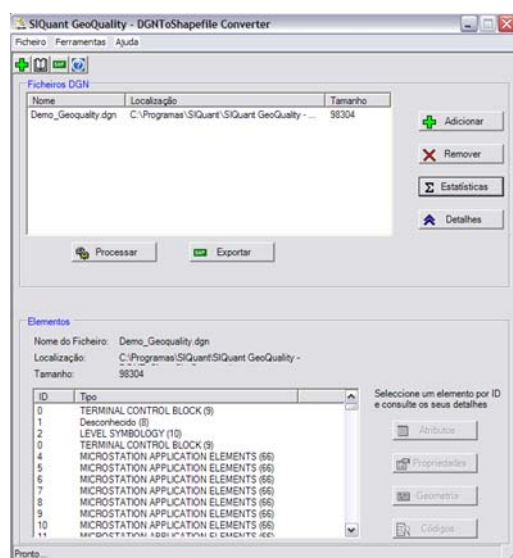 SIQuant GeoQuality - DGNToShapefile Converter
Ficheiro Ferramentas Ajuda
Ficheiros DGN
Nome Localização Tamanho
Demo_Geoquality.dgn C:\Programas\SIQuant\SIQuant GeoQuality - ... 98304
Adicionar
Remover
Σ Estatísticas
Detalhes
Processar Exportar
Elementos
Nome do Ficheiro: Demo_Geoquality.dgn
Localização: C:\Programas\SIQuant\SIQuant GeoQuality -
Tamanho: 98304
ID Tipo
0 TERMINAL CONTROL BLOCK (9)
1 Desconhecido (8)
2 LEVEL SYMBOLOGY (10)
0 TERMINAL CONTROL BLOCK (9)
4 MICROSTATION APPLICATION ELEMENTS (66)
5 MICROSTATION APPLICATION ELEMENTS (66)
6 MICROSTATION APPLICATION ELEMENTS (66)
7 MICROSTATION APPLICATION ELEMENTS (66)
8 MICROSTATION APPLICATION ELEMENTS (66)
9 MICROSTATION APPLICATION ELEMENTS (66)
10 MICROSTATION APPLICATION ELEMENTS (66)
11 MICROSTATION APPLICATION ELEMENTS (66)
Seleccione um elemento por ID
e consulte os seus detalhes
Atributos
Propriedades
Geometria
Códigos
Pronto...